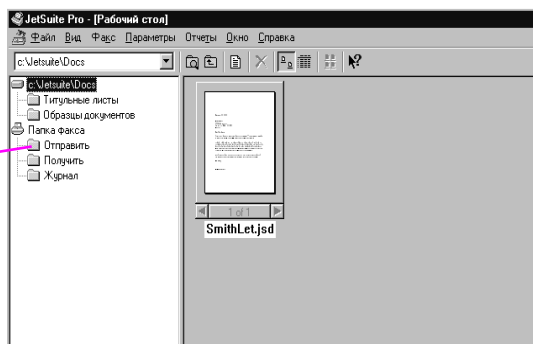 JetSuite Pro - [Рабочий стол]
Файл Вид Факс Параметры Отчеты Окно Справка
c:\Jetsuite\Docs
c:\Jetsuite\Docs
Титульные листы
Образцы документов
Папка факса
Отправить
Получить
Журнал
1 of 1
SmithLet.jsd